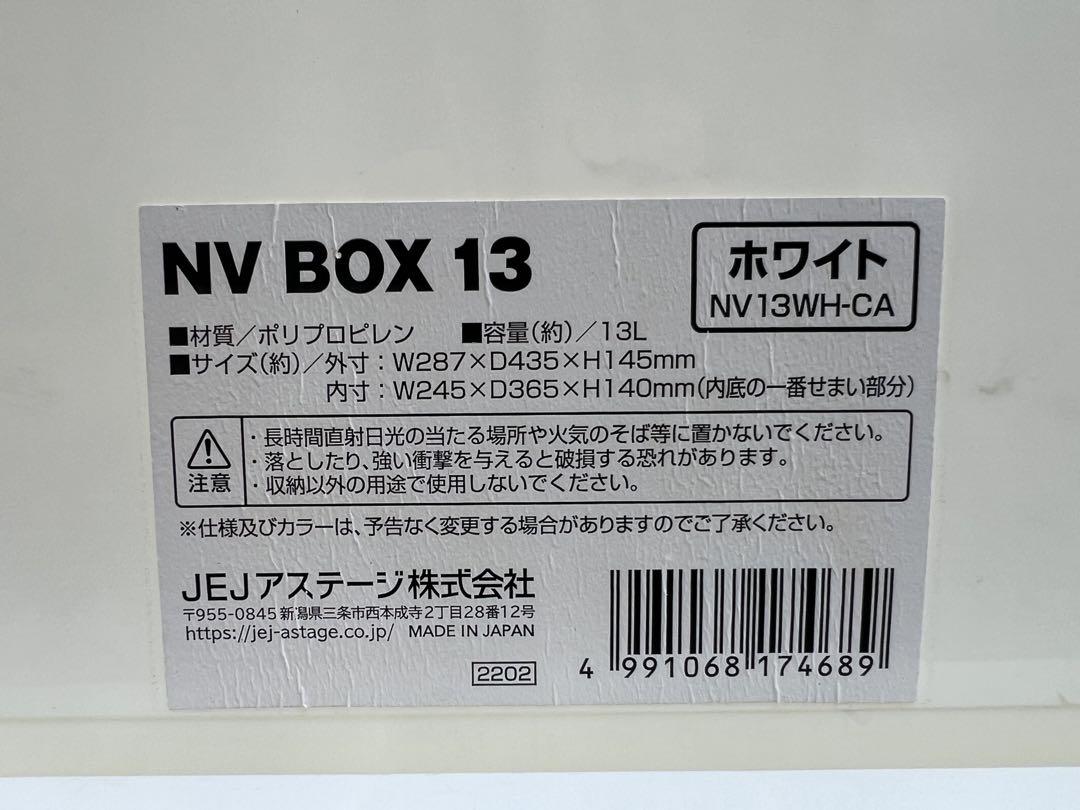 NV BOX 13
ホワイト
NV13WH-CA
■材質／ポリプロピレン ■容量(約)／13L
■サイズ(約)／外寸：W287×D435×H145mm
内寸：W245×D365×H140mm(内底の一番せまい部分)
注意
・長時間直射日光の当たる場所や火気のそば等に置かないでください。
・落としたり、強い衝撃を与えると破損する恐れがあります。
・収納以外の用途で使用しないでください。
※仕様及びカラーは、予告なく変更する場合がありますのでご了承ください。
JEJアステージ株式会社
〒955-0845 新潟県三条市西本成寺2丁目28番12号
https://jej-astage.co.jp/ MADE IN JAPAN
2202
4 991068 174689